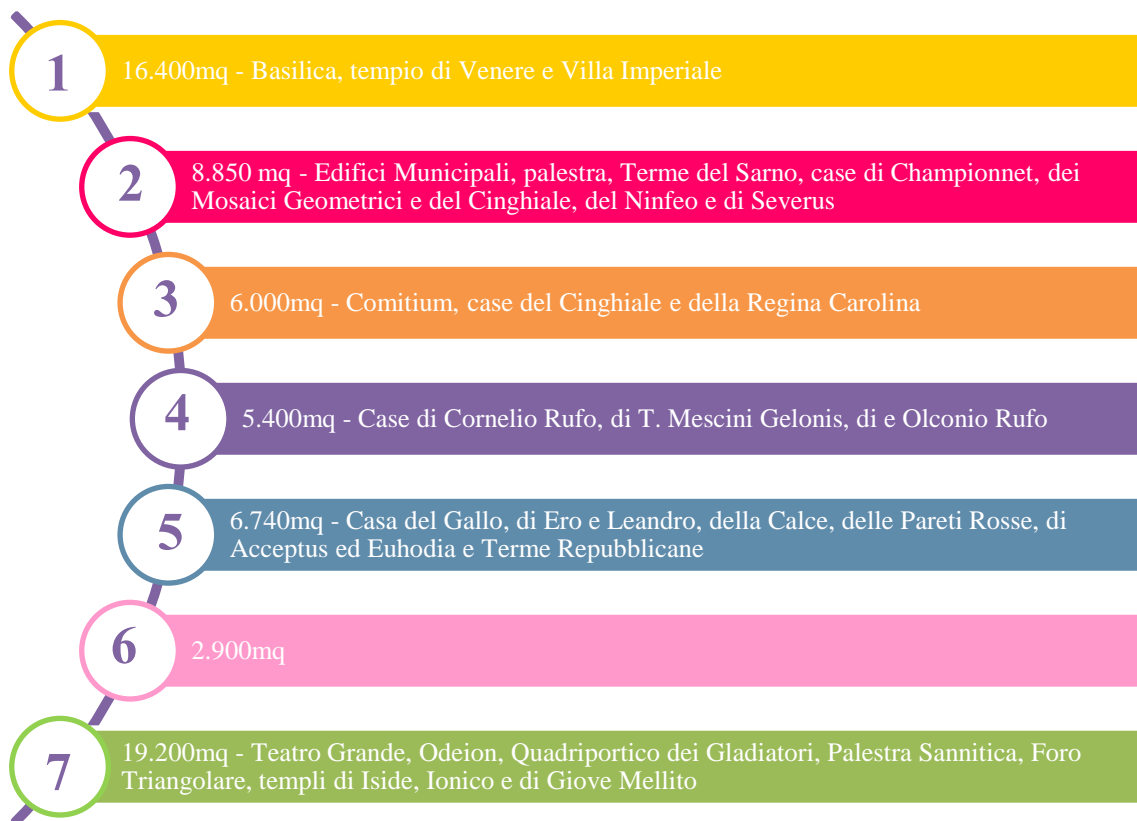 1
16.400mq - Basilica, tempio di Venere e Villa Imperiale
2
8.850 mq - Edifici Municipali, palestra, Terme del Sarno, case di Championnet, dei
Mosaici Geometrici e del Cinghiale, del Ninfeo e di Severus
3
6.000mq - Comitium, case del Cinghiale e della Regina Carolina
4
5.400mq - Case di Cornelio Rufo, di T. Mescini Gelonis, di e Olconio Rufo
5
6.740mq - Casa del Gallo, di Ero e Leandro, della Calce, delle Pareti Rosse, di
Acceptus ed Euhodia e Terme Repubblicane
6
2.900mq
7
19.200mq - Teatro Grande, Odeion, Quadriportico dei Gladiatori, Palestra Sannitica, Foro
Triangolare, templi di Iside, Ionico e di Giove Mellito